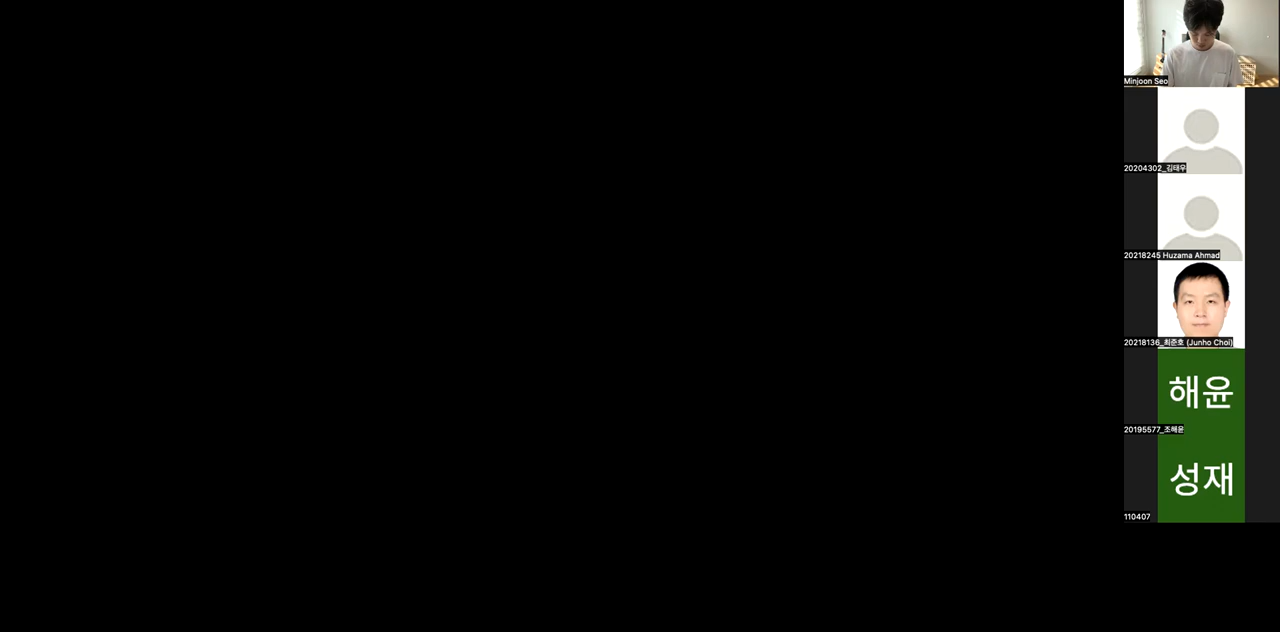 Minjoon Seo
20204302_김태우
20218245 Huzama Ahmad
20218136_최준호 (Junho Choi)
해윤
20195577_조해윤
성재
110407